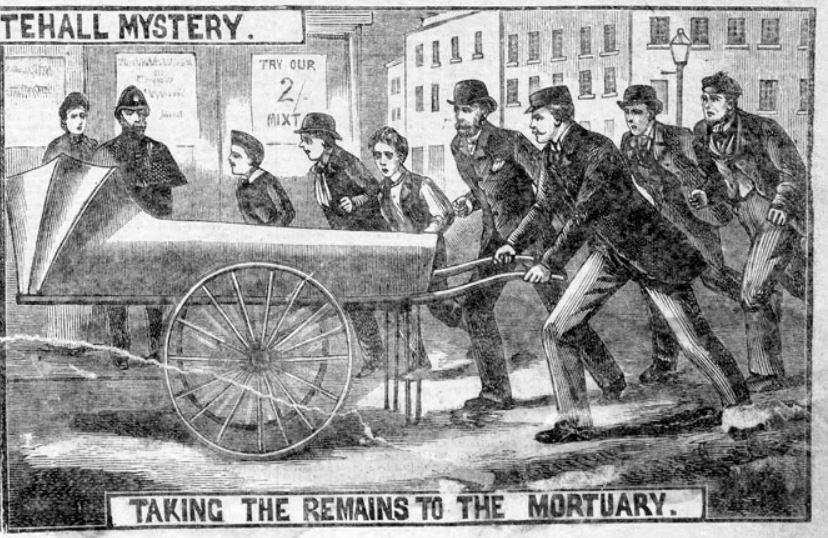 TEHALL MYSTERY.
TRY OUR
2/-
MIXT
TAKING THE REMAINS TO THE MORTUARY.